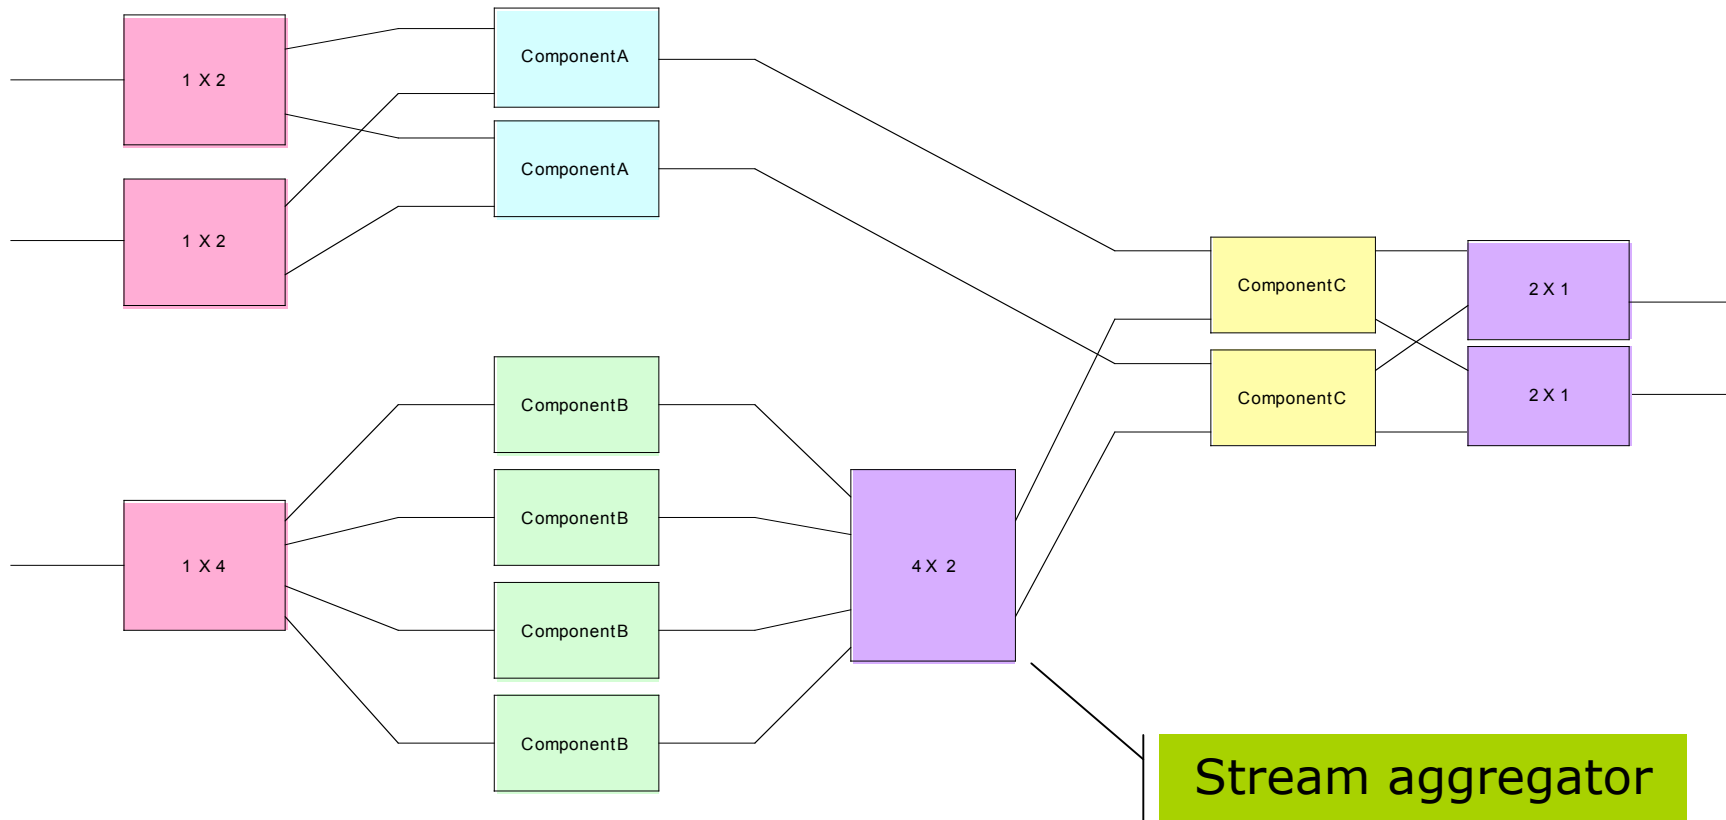 1 X 2
ComponentA
ComponentA
1 X 2
ComponentC
2 X 1
ComponentC
2 X 1
ComponentB
ComponentB
1 X 4
4 X 2
ComponentB
ComponentB
Stream aggregator